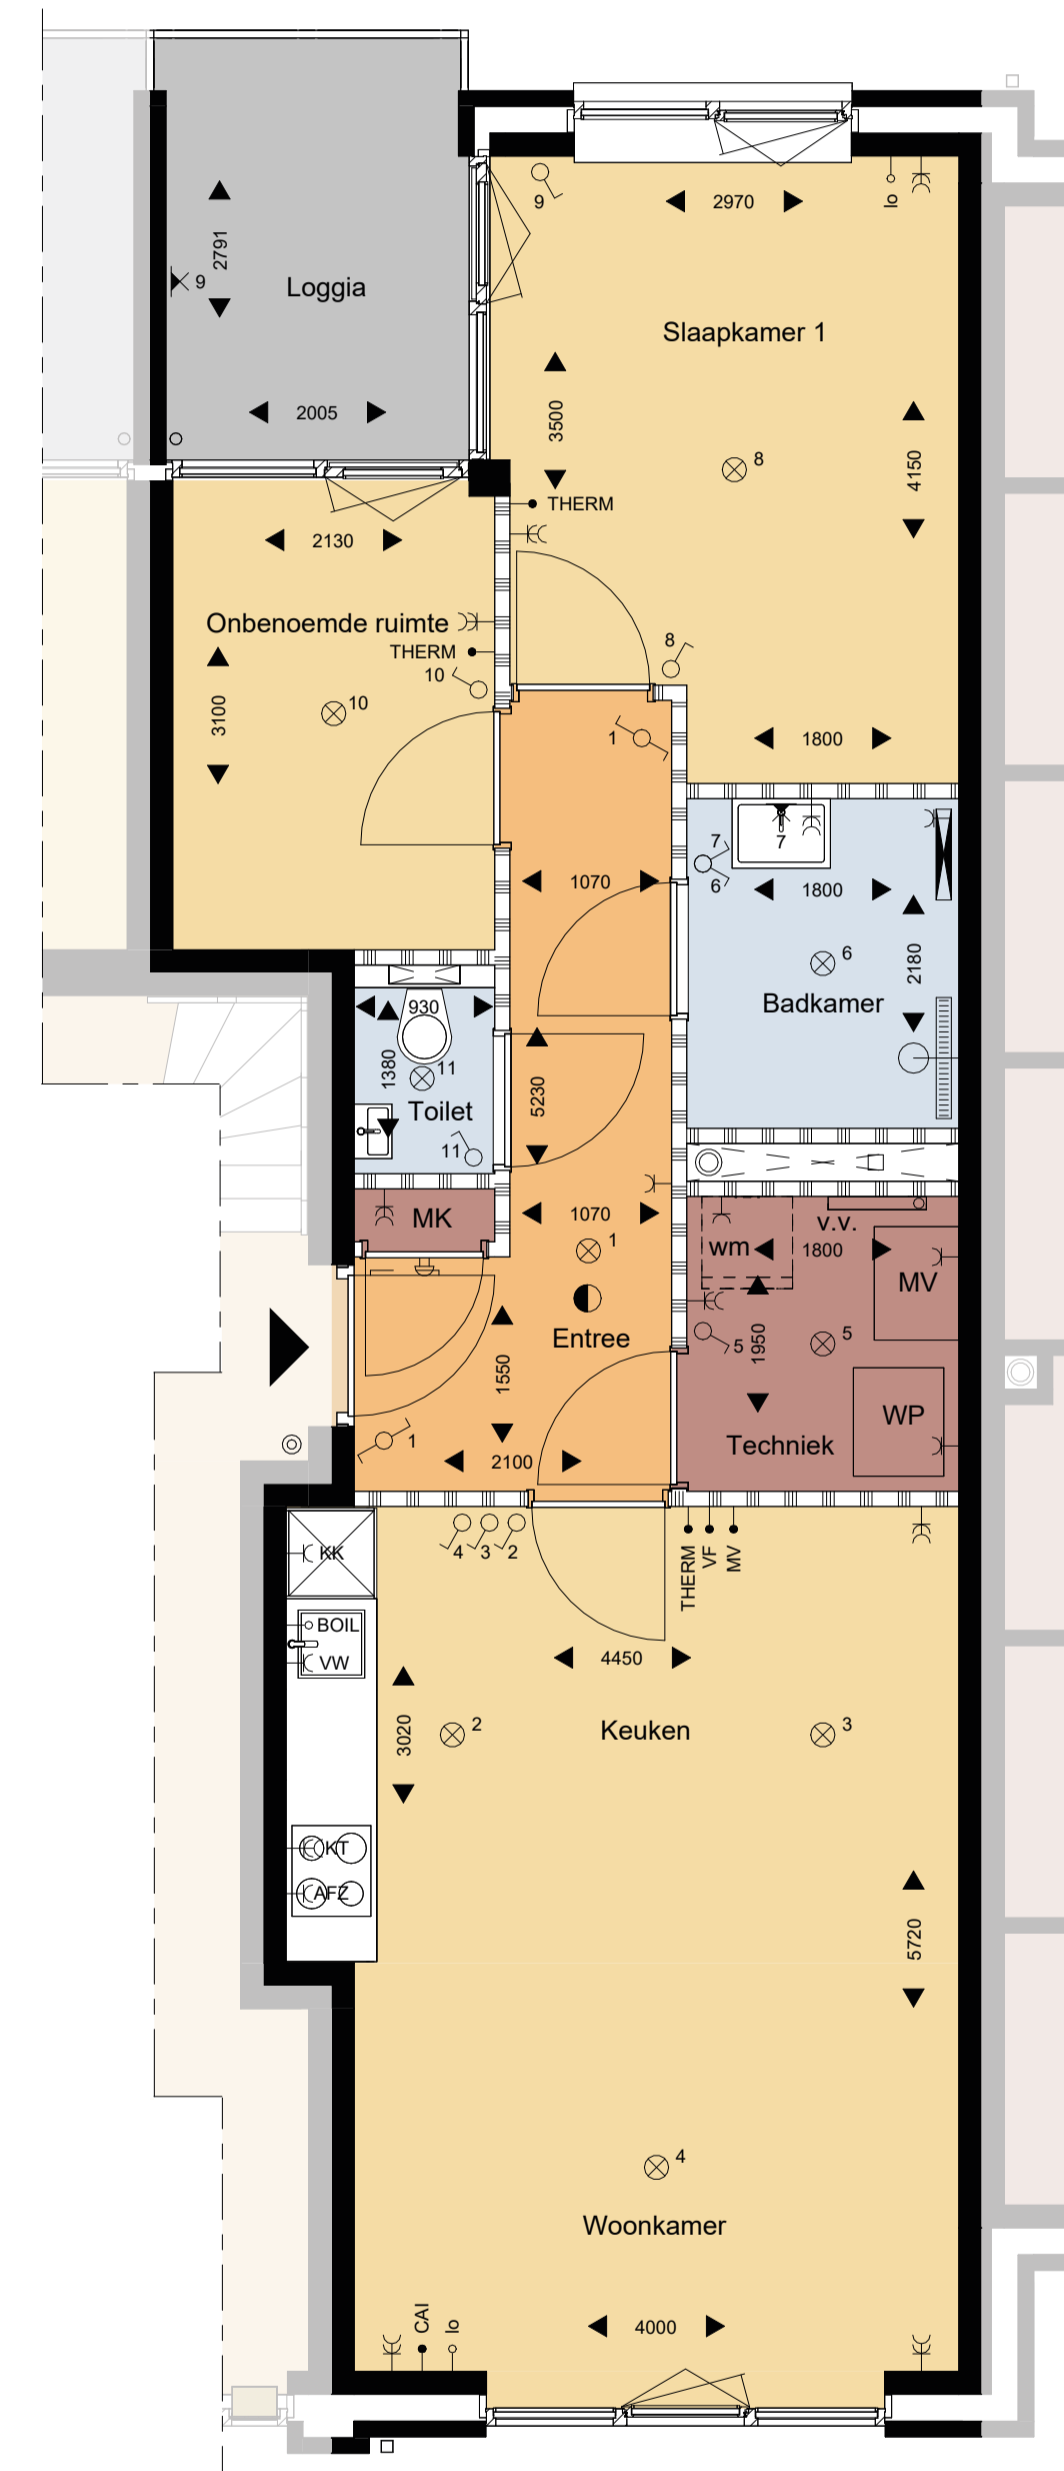 9
2970
lo
2791
9
Loggia
Slaapkamer 1
2005
3500
4150
8
THERM
2130
Onbenoemde ruimte
THERM
8
10
3100
10
1
1800
7
7
6
1070
1800
6
2180
Badkamer
930
1380
11
5230
Toilet
11
MK
1070
v.v.
wm
1800
1
MV
Entree
5
1950
5
1550
WP
1
Techniek
2100
KK
4
3
2
THERM
VF
MV
BOIL
VW
4450
3020
2
Keuken
3
KT
AFZ
5720
4
Woonkamer
CAI
lo
4000